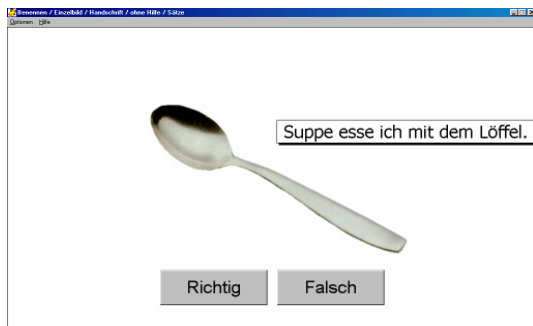 Benennen / Einzelbild / Handschrift / ohne Hilfe / Sätze
Optionen Hilfe
Suppe esse ich mit dem Löffel.
Richtig Falsch